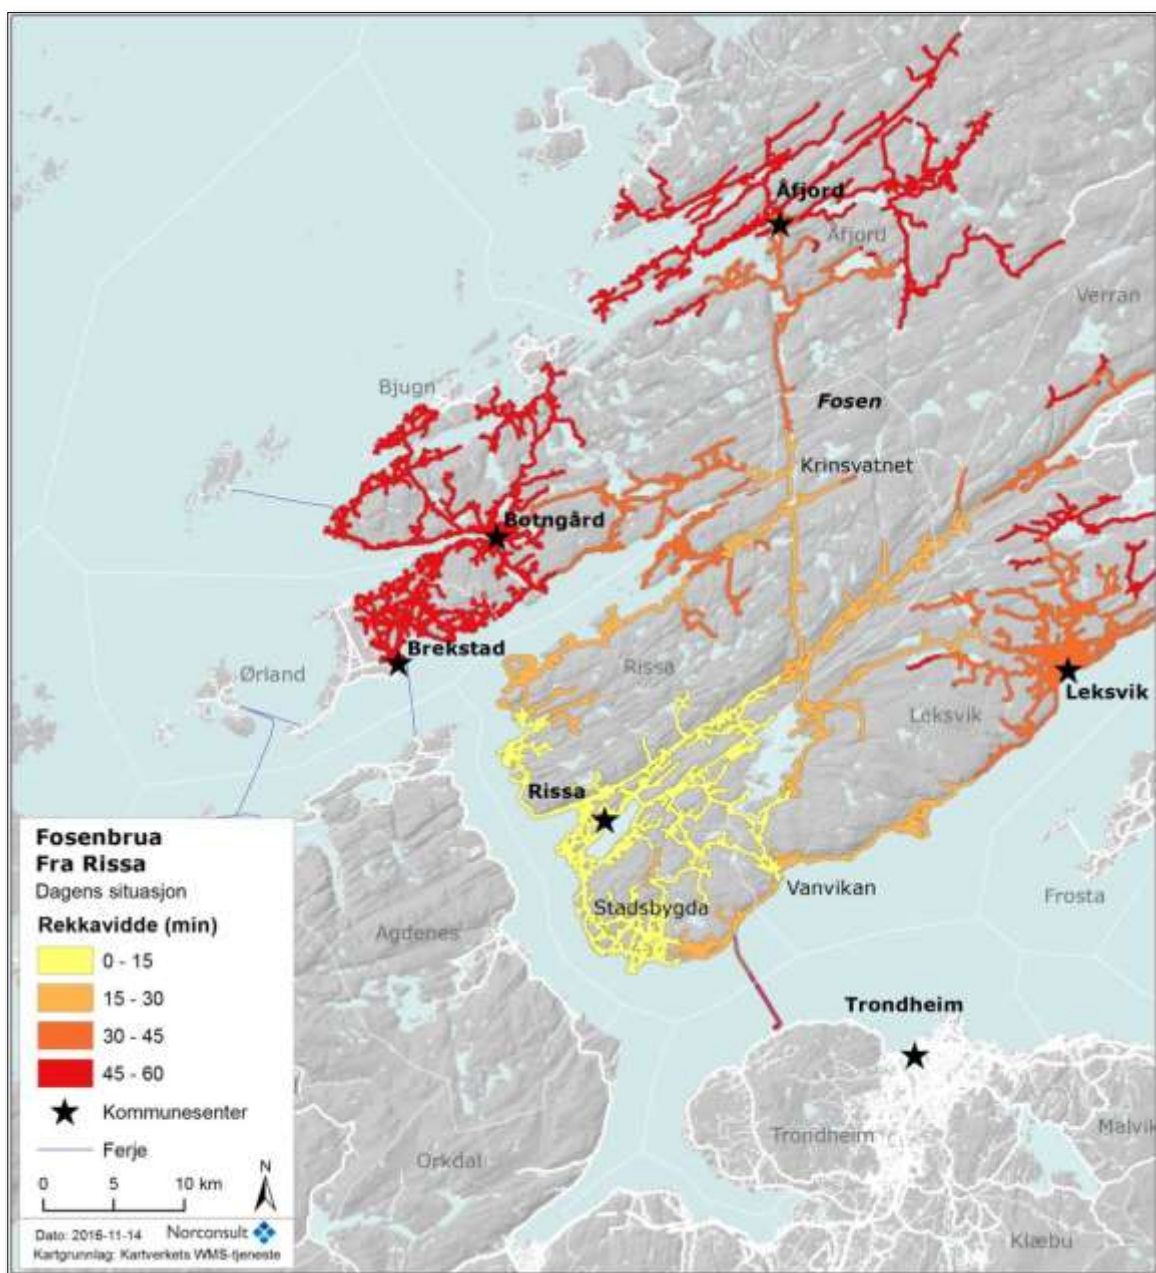 Åfjord
Åfjord
Verran
Bjugn
Fosen
Krinsvatnet
Botngård
Brekstad
Rissa
Ørland
Leksvik
Leksvik
Rissa
Vanvikan
Frosta
Stadsbygda
Agdenes
Trondheim
Trondheim
Malvik
Orkdal
Klæbu
Fosenbrua
Fra Rissa
Dagens situasjon
Rekkavidde (min)
0 - 15
15 - 30
30 - 45
45 - 60
Kommunesenter
Ferje
N
0 5 10 km
Dato: 2016-11-14 Norconsult
Kartgrunnlag: Kartverkets WMS-tjeneste